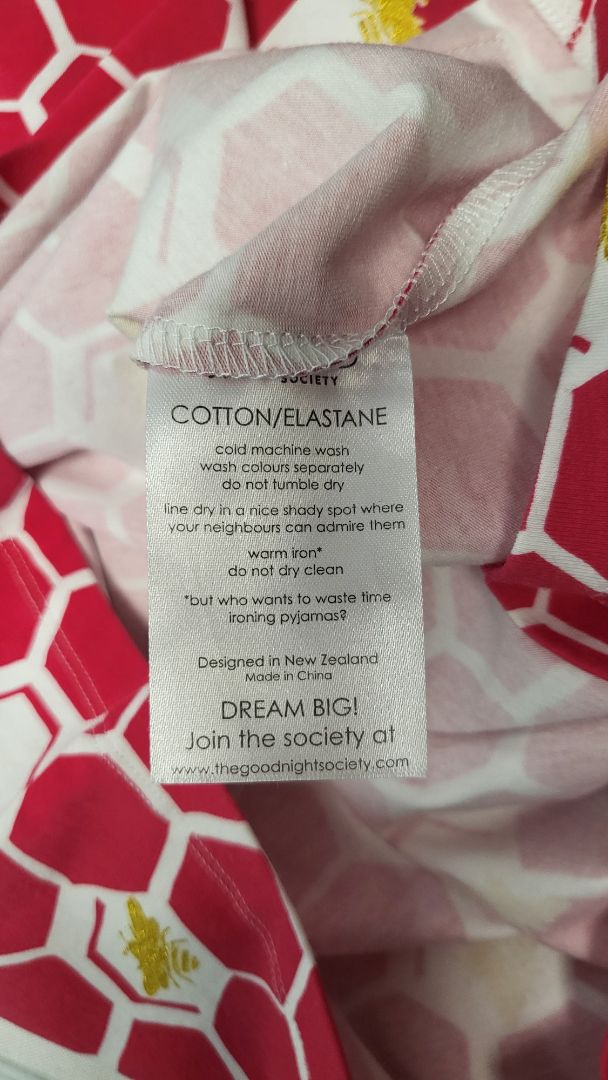 SOCIETY
COTTON/ELASTANE
cold machine wash
wash colours separately
do not tumble dry
line dry in a nice shady spot where
your neighbours can admire them
warm iron*
do not dry clean
*but who wants to waste time
ironing pyjamas?
Designed in New Zealand
Made in China
DREAM BIG!
Join the society at
www.thegoodnightsociety.com